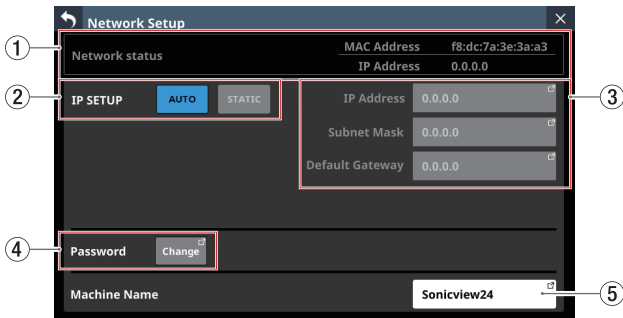 Network Setup
1
Network status
MAC Address f8:dc:7a:3e:3a:a3
IP Address 0.0.0.0
2
IP SETUP AUTO STATIC
IP Address 0.0.0.0
3
Subnet Mask 0.0.0.0
Default Gateway 0.0.0.0
4
Password Change
Machine Name Sonicview24
5